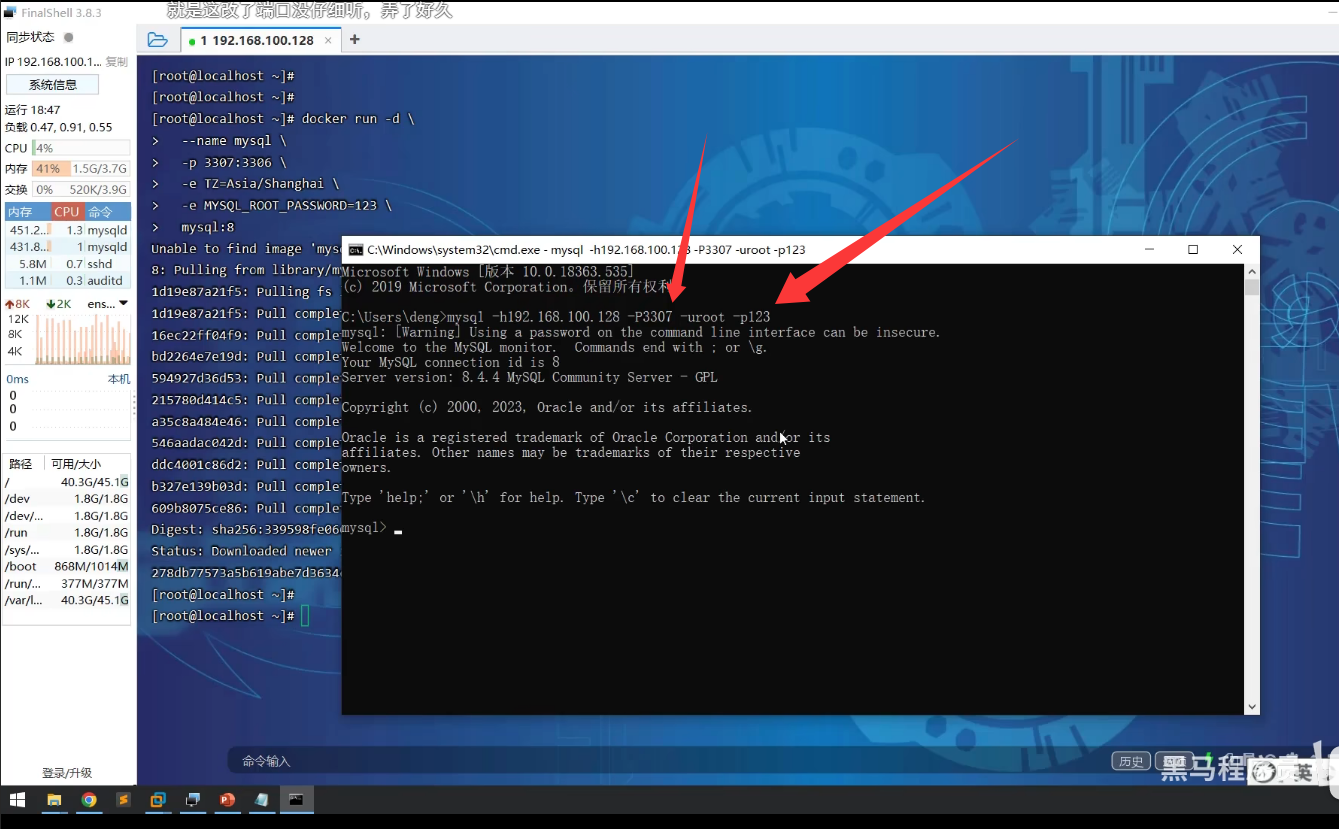 FinalShell 3.8.3
就是这改了端口没仔细听，弄了好久
同步状态
IP 192.168.100.1... 复制
系统信息
运行 18:47
负载 0.47, 0.91, 0.55
CPU 4%
内存 41% 1.5G/3.7G
交换 0% 520K/3.9G
内存 CPU 命令
451.2... 1.3 mysqld
431.8... 1 mysqld
5.8M 0.7 sshd
1.1M 0.3 auditd
8K 2K ens...
12K
8K
4K
0ms 本机
0
0
0
路径 可用/大小
/ 40.3G/45.1G
/dev 1.8G/1.8G
/dev/... 1.8G/1.8G
/run 1.8G/1.8G
/sys/... 1.8G/1.8G
/boot 868M/1014M
/run/... 377M/377M
/var/l... 40.3G/45.1G
登录/升级
1 192.168.100.128 × +
[root@localhost ~]#
[root@localhost ~]#
[root@localhost ~]# docker run -d \
> --name mysql \
> -p 3307:3306 \
> -e TZ=Asia/Shanghai \
> -e MYSQL_ROOT_PASSWORD=123 \
> mysql:8
Unable to find image 'mys
8: Pulling from library/m
1d19e87a21f5: Pulling fs
1d19e87a21f5: Pull comple
16ec22ff04f9: Pull comple
bd2264e7e19d: Pull comple
594927d36d53: Pull comple
215780d414c5: Pull comple
a35c8a484e46: Pull comple
546aadac042d: Pull comple
ddc4001c86d2: Pull comple
b327e139b03d: Pull comple
609b8075ce86: Pull comple
Digest: sha256:339598fe06
Status: Downloaded newer
278db77573a5b619abe7d3634
[root@localhost ~]#
[root@localhost ~]#
C:\Windows\system32\cmd.exe - mysql -h192.168.100.128 -P3307 -uroot -p123
Microsoft Windows [版本 10.0.18363.535]
(c) 2019 Microsoft Corporation。保留所有权利
C:\Users\deng>mysql -h192.168.100.128 -P3307 -uroot -p123
mysql: [Warning] Using a password on the command line interface can be insecure.
Welcome to the MySQL monitor.  Commands end with ; or \g.
Your MySQL connection id is 8
Server version: 8.4.4 MySQL Community Server - GPL
Copyright (c) 2000, 2023, Oracle and/or its affiliates.
Oracle is a registered trademark of Oracle Corporation and/or its
affiliates. Other names may be trademarks of their respective
owners.
Type 'help;' or '\h' for help. Type '\c' to clear the current input statement.
mysql>
命令输入
历史
黑马程
英